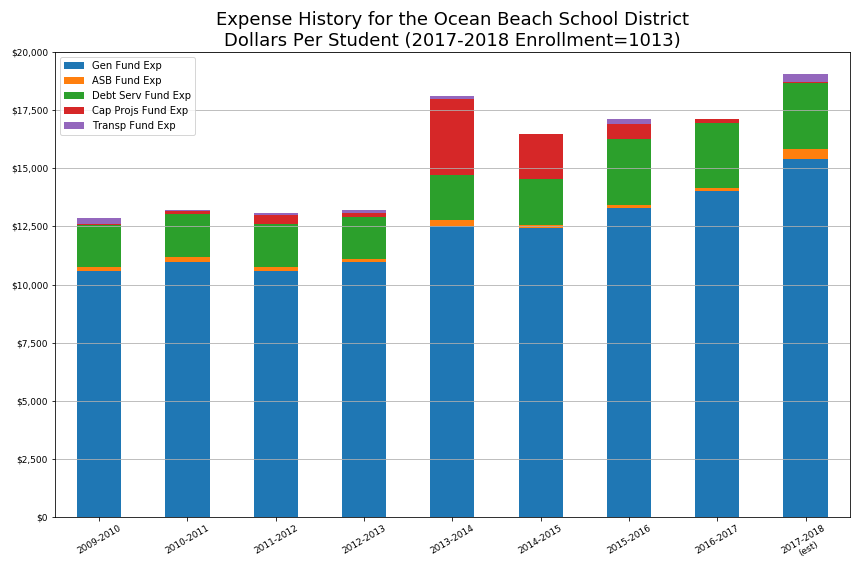 Expense History for the Ocean Beach School District
Dollars Per Student (2017-2018 Enrollment=1013)
$20,000
$17,500
$15,000
$12,500
$10,000
$7,500
$5,000
$2,500
$0
Gen Fund Exp
ASB Fund Exp
Debt Serv Fund Exp
Cap Projs Fund Exp
Transp Fund Exp
2009-2010
2010-2011
2011-2012
2012-2013
2013-2014
2014-2015
2015-2016
2016-2017
2017-2018
(est)